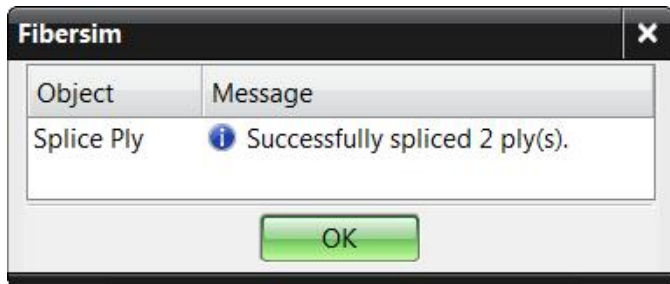 Fibersim
Object Message
Splice Ply Successfully spliced 2 ply(s).
OK